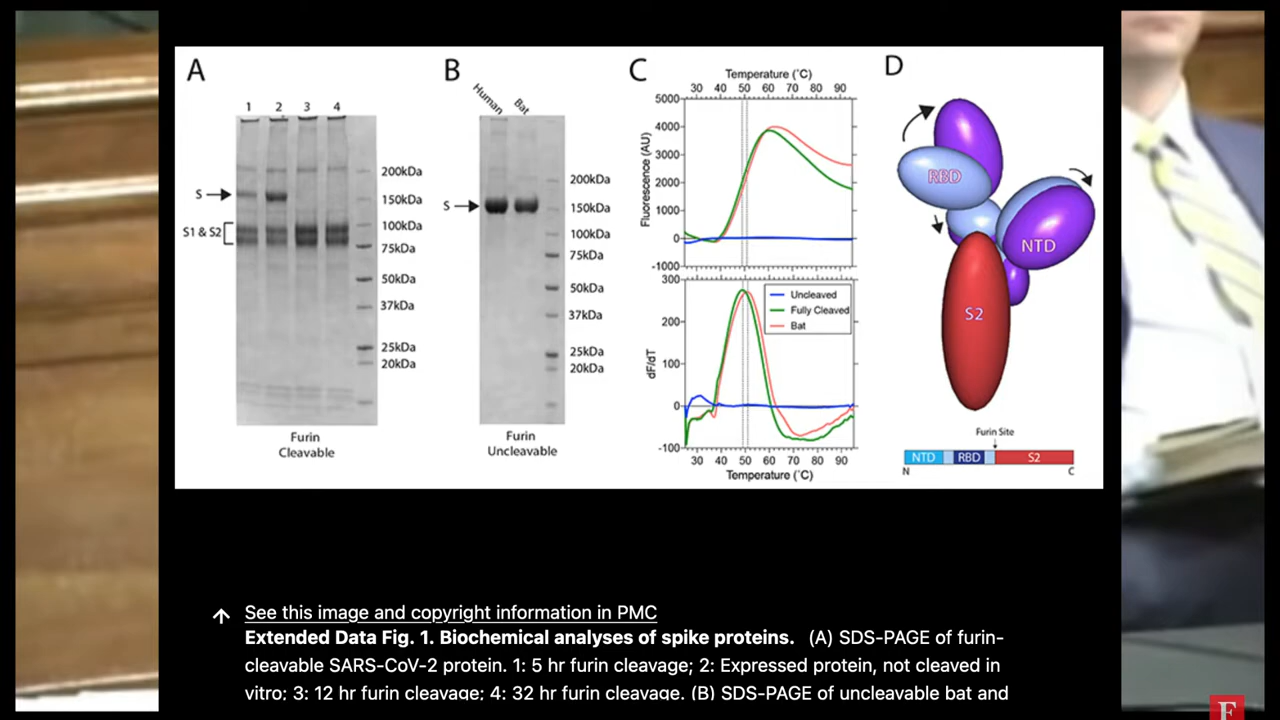 A
1 2 3 4
S
S1 & S2
200kDa
150kDa
100kDa
75kDa
50kDa
37kDa
25kDa
20kDa
Furin
Cleavable
B
Human
Bat
S
200kDa
150kDa
100kDa
75kDa
50kDa
37kDa
25kDa
20kDa
Furin
Uncleavable
C
Temperature (˚C)
30 40 50 60 70 80 90
Fluorescence (AU)
5000
4000
3000
2000
1000
0
-1000
dF/dT
300
200
100
0
-100
Uncleaved
Fully Cleaved
Bat
30 40 50 60 70 80 90
Temperature (˚C)
D
RBD
NTD
S2
Furin Site
NTD RBD S2
N C
See this image and copyright information in PMC
Extended Data Fig. 1. Biochemical analyses of spike proteins. (A) SDS-PAGE of furin-
cleavable SARS-CoV-2 protein. 1: 5 hr furin cleavage; 2: Expressed protein, not cleaved in
vitro; 3: 12 hr furin cleavage; 4: 32 hr furin cleavage. (B) SDS-PAGE of uncleavable bat and
F